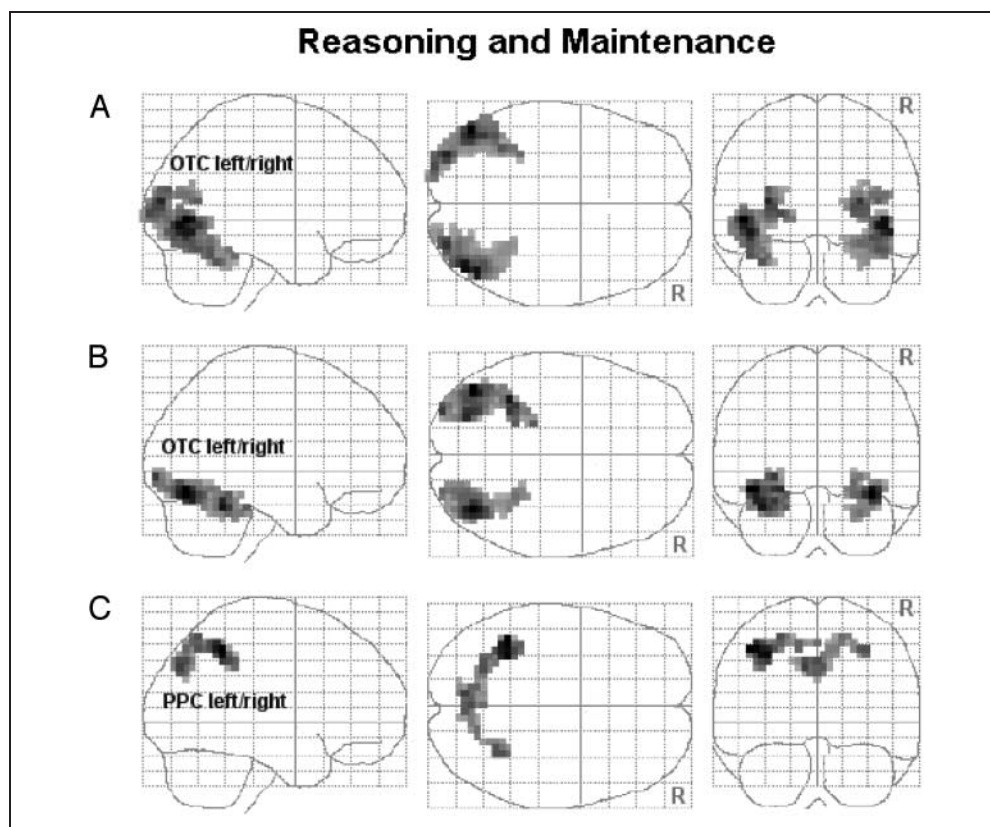 Reasoning and Maintenance
A
OTC left/right
R
R
B
OTC left/right
R
R
C
PPC left/right
R
R